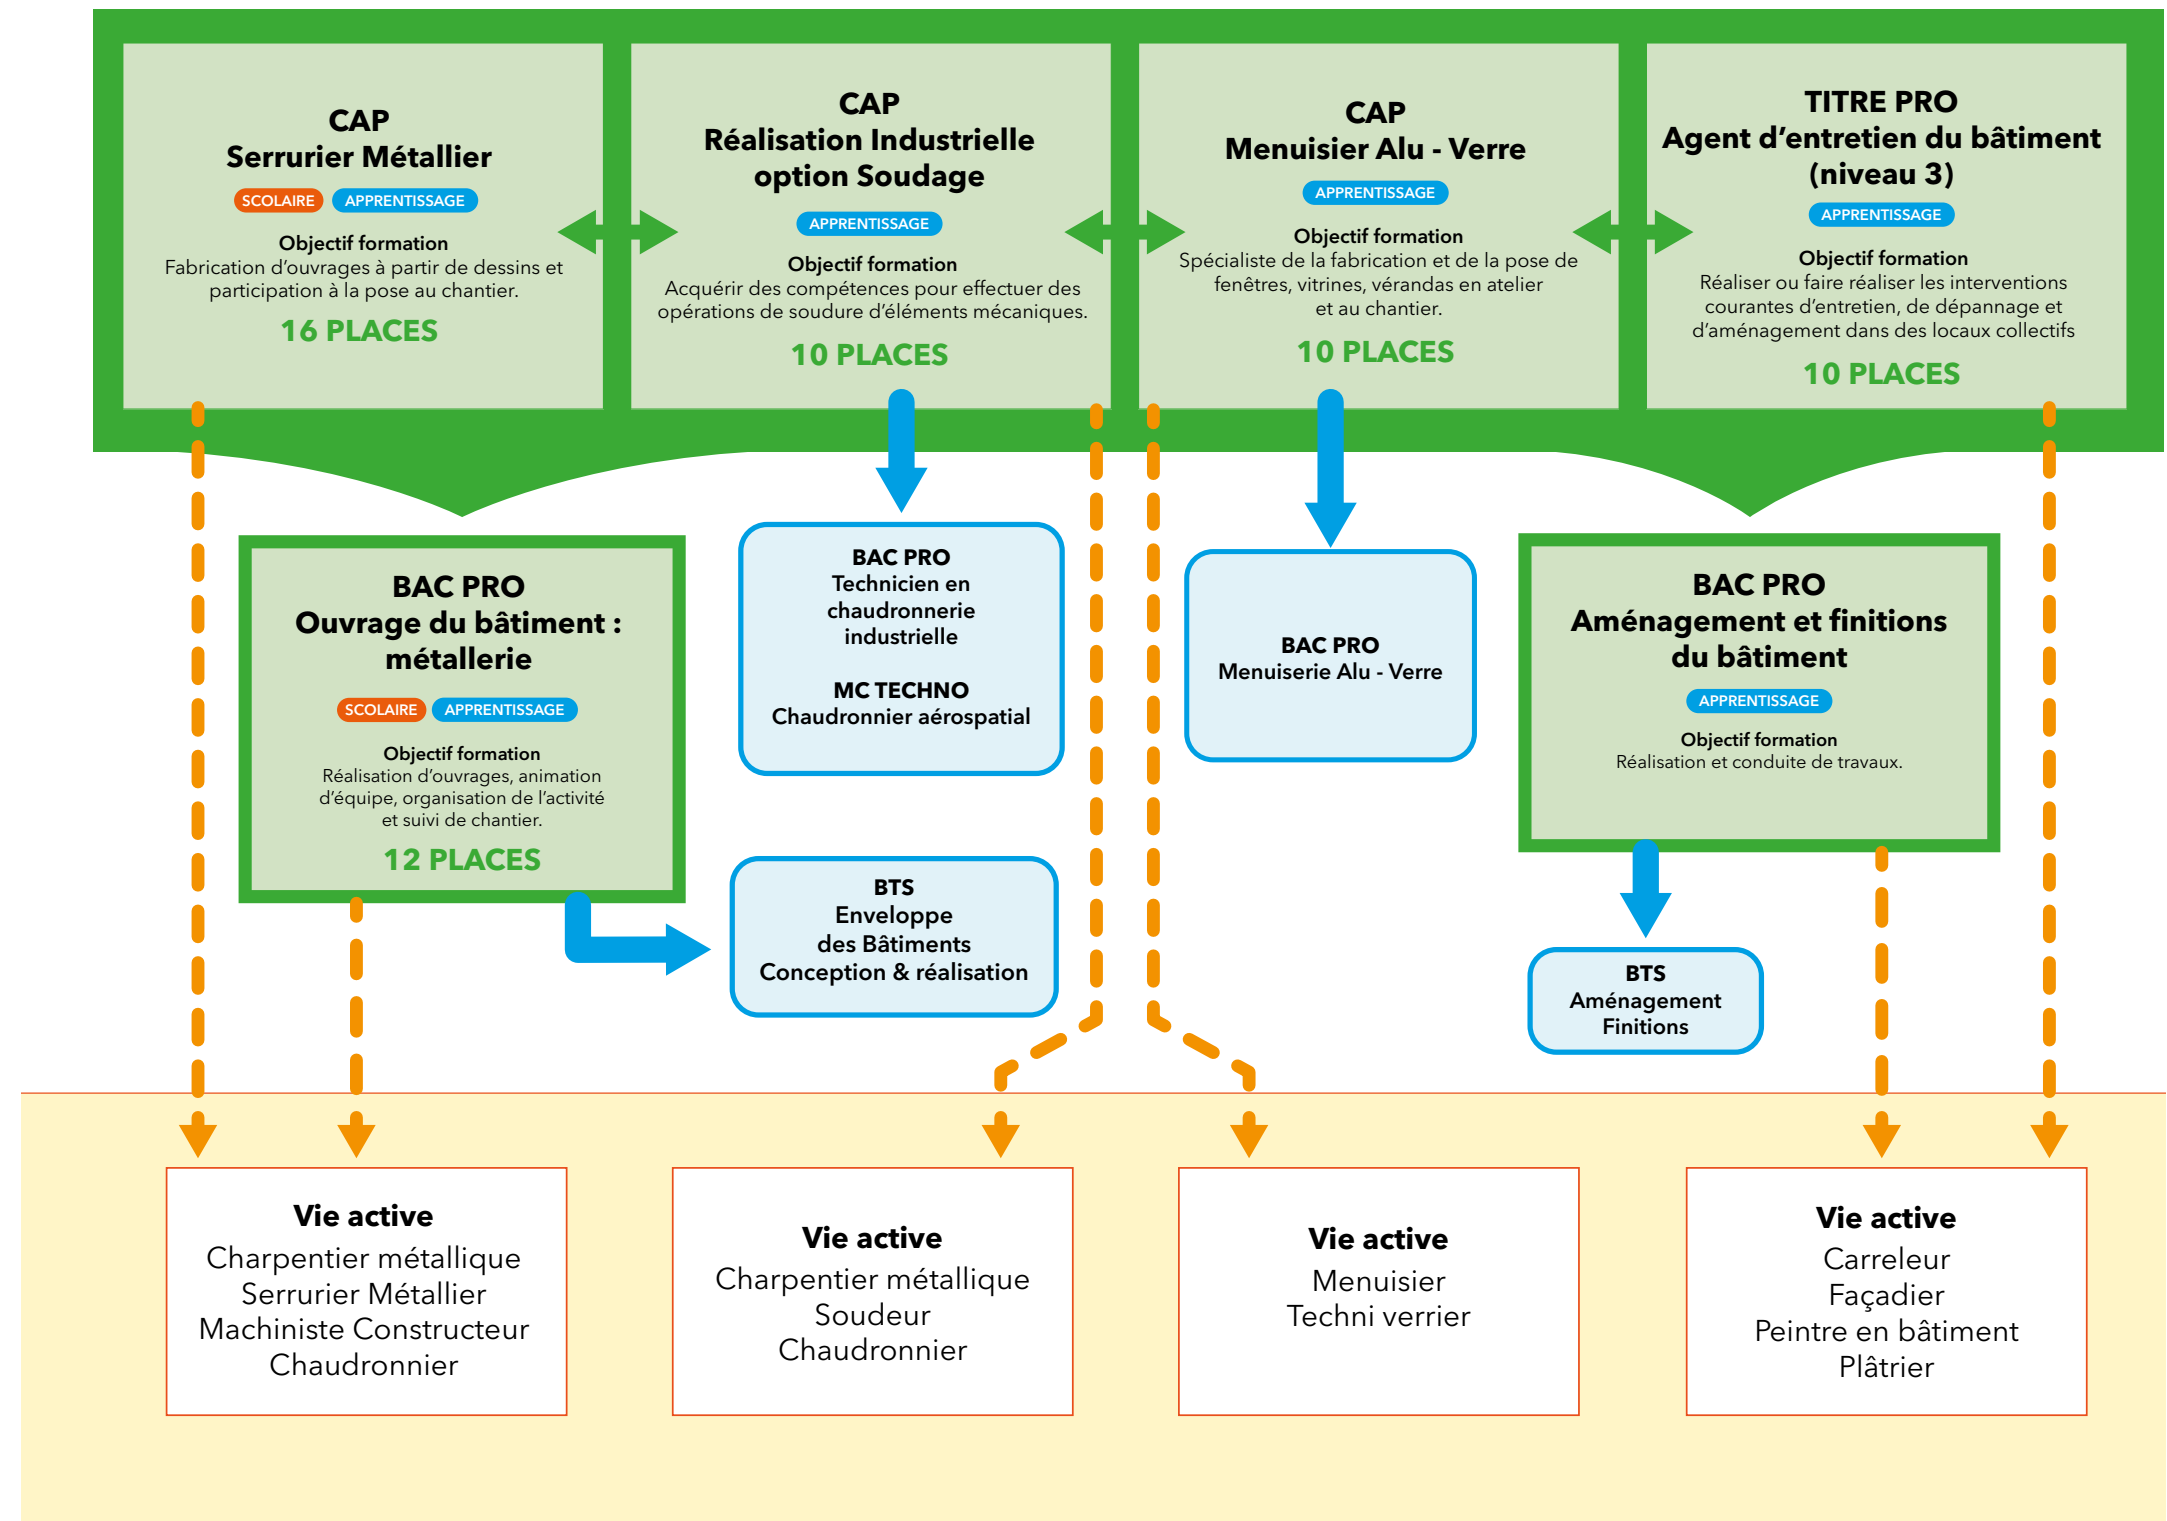 CAP
Serrurier Métallier
SCOLAIRE APPRENTISSAGE
Objectif formation
Fabrication d'ouvrages à partir de dessins et
participation à la pose au chantier.
16 PLACES
CAP
Réalisation Industrielle
option Soudage
APPRENTISSAGE
Objectif formation
Acquérir des compétences pour effectuer des
opérations de soudure d'éléments mécaniques.
10 PLACES
CAP
Menuisier Alu - Verre
APPRENTISSAGE
Objectif formation
Spécialiste de la fabrication et de la pose de
fenêtres, vitrines, vérandas en atelier
et au chantier.
10 PLACES
TITRE PRO
Agent d'entretien du bâtiment
(niveau 3)
APPRENTISSAGE
Objectif formation
Réaliser ou faire réaliser les interventions
courantes d'entretien, de dépannage et
d'aménagement dans des locaux collectifs
10 PLACES
BAC PRO
Ouvrage du bâtiment :
métallerie
SCOLAIRE APPRENTISSAGE
Objectif formation
Réalisation d'ouvrages, animation
d'équipe, organisation de l'activité
et suivi de chantier.
12 PLACES
BAC PRO
Technicien en
chaudronnerie
industrielle
MC TECHNO
Chaudronnier aérospatial
BAC PRO
Menuiserie Alu - Verre
BAC PRO
Aménagement et finitions
du bâtiment
APPRENTISSAGE
Objectif formation
Réalisation et conduite de travaux.
BTS
Enveloppe
des Bâtiments
Conception & réalisation
BTS
Aménagement
Finitions
Vie active
Charpentier métallique
Serrurier Métallier
Machiniste Constructeur
Chaudronnier
Vie active
Charpentier métallique
Soudeur
Chaudronnier
Vie active
Menuisier
Techni verrier
Vie active
Carreleur
Façadier
Peintre en bâtiment
Plâtrier